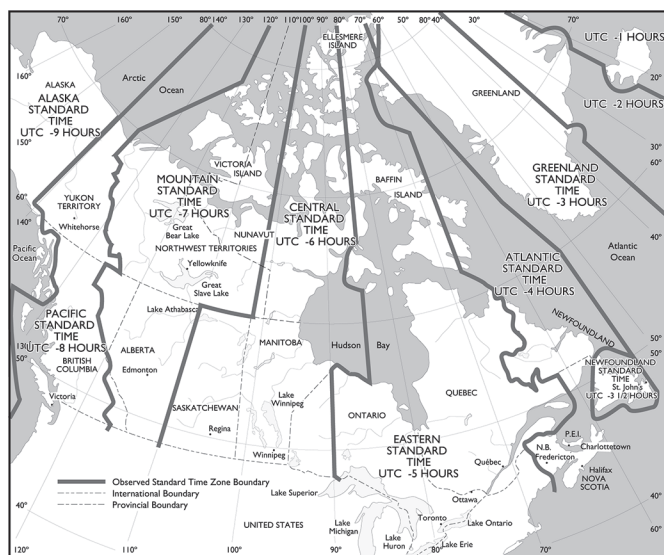 70°
80°140°
120°
110°100°90°
80°
70°
60°
50°
80°40°
30°
70°
ELLESMERE
ISLAND
UTC -1 HOURS
20°
UTC -2 HOURS
160°
ALASKA
ALASKA
STANDARD
TIME
UTC -9 HOURS
Arctic
Ocean
GREENLAND
150°
30°
60°
VICTORIA
ISLAND
MOUNTAIN
STANDARD
TIME
UTC -7 HOURS
BAFFIN
ISLAND
GREENLAND
STANDARD
TIME
UTC -3 HOURS
60°
140°
YUKON
TERRITORY
Whitehorse
Great
Bear Lake
NUNAVUT
NORTHWEST TERRITORIES
CENTRAL
STANDARD
TIME
UTC -6 HOURS
40°
Atlantic
Ocean
Pacific
Ocean
Yellowknife
Great
Slave Lake
ATLANTIC
STANDARD
TIME
UTC -4 HOURS
Lake Athabasca
PACIFIC
STANDARD
TIME
UTC -8 HOURS
NEWFOUNDLAND
130°
50°
BRITISH
COLUMBIA
ALBERTA
Edmonton
MANITOBA
Hudson
Bay
50°
50°
NEWFOUNDLAND
STANDARD
TIME
St. John's
UTC -3 1/2 HOURS
Victoria
SASKATCHEWAN
Regina
Lake
Winnipeg
Winnipeg
ONTARIO
QUEBEC
EASTERN
STANDARD
TIME
UTC -5 HOURS
Québec
P.E.I.
N.B.
Charlottetown
Fredericton
Halifax
NOVA
SCOTIA
Observed Standard Time Zone Boundary
International Boundary
Provincial Boundary
Lake Superior
Ottawa
Toronto
Lake Ontario
40°
UNITED STATES
Lake
Michigan
Lake
Huron
Lake Erie
40°
60°
120°
110°
100°
90°
80°
70°